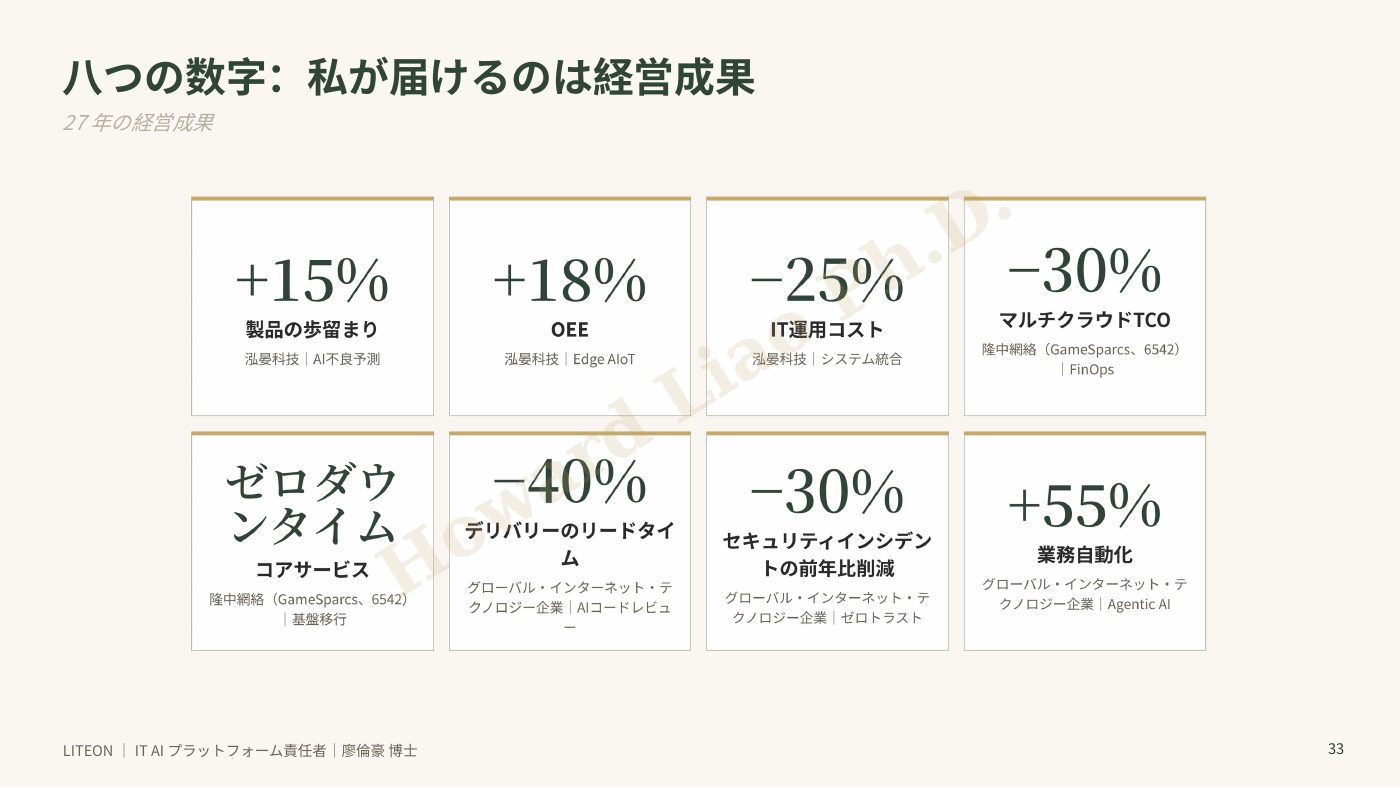 八つの数字：私が届けるのは経営成果
27 年の経営成果
+15%
製品の歩留まり
泓晏科技｜AI不良予測
+18%
OEE
泓晏科技｜Edge AIoT
−25%
IT運用コスト
泓晏科技｜システム統合
−30%
マルチクラウドTCO
隆中網絡（GameSparcs、6542）
｜FinOps
ゼロダウ
ンタイム
コアサービス
隆中網絡（GameSparcs、6542）
｜基盤移行
−40%
デリバリーのリードタイ
ム
グローバル・インターネット・テ
クノロジー企業｜AIコードレビュ
ー
−30%
セキュリティインシデン
トの前年比削減
グローバル・インターネット・テ
クノロジー企業｜ゼロトラスト
+55%
業務自動化
グローバル・インターネット・テ
クノロジー企業｜Agentic AI
Howard Liao Ph.D.
LITEON ｜ IT AI プラットフォーム責任者｜廖倫豪 博士
33